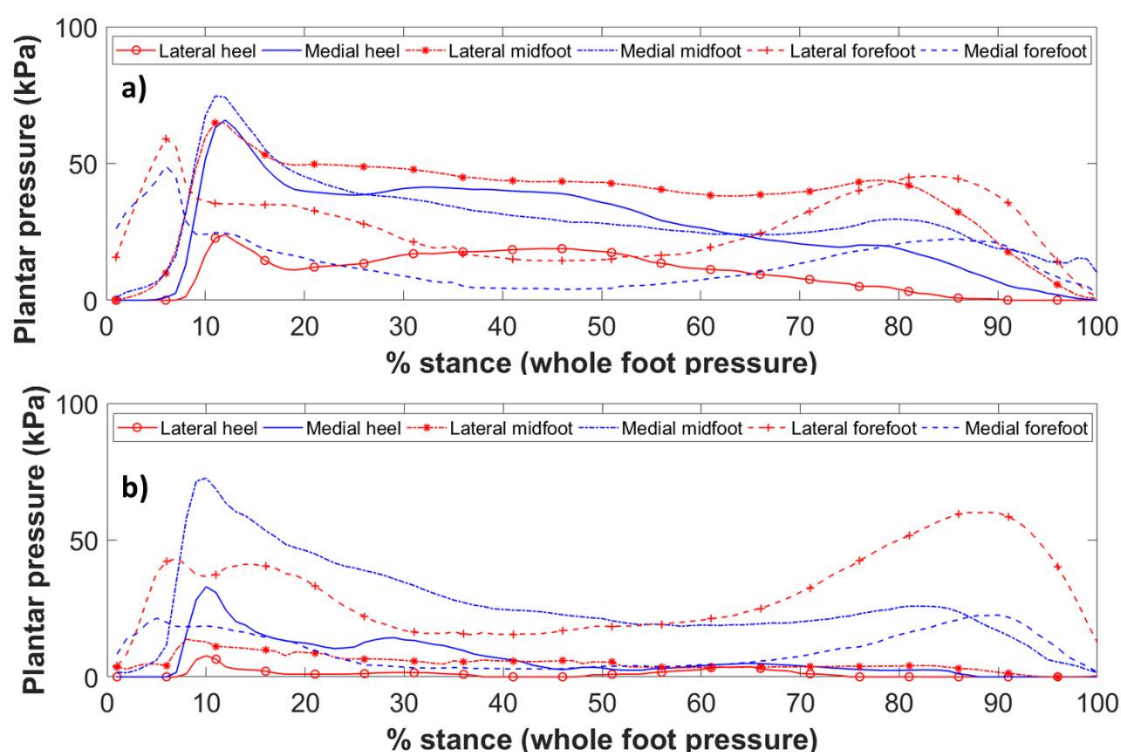 100
Lateral heel Medial heel Lateral midfoot Medial midfoot Lateral forefoot Medial forefoot
a)
Plantar pressure (kPa)
50
0
0 10 20 30 40 50 60 70 80 90 100
% stance (whole foot pressure)
100
Lateral heel Medial heel Lateral midfoot Medial midfoot Lateral forefoot Medial forefoot
b)
Plantar pressure (kPa)
50
0
0 10 20 30 40 50 60 70 80 90 100
% stance (whole foot pressure)